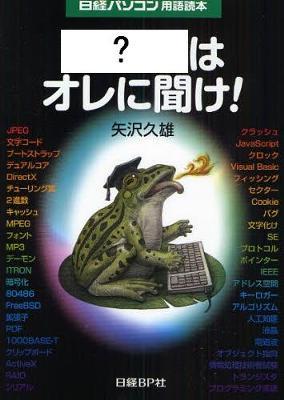 日経パソコン用語読本
?は
オレに聞け!
矢沢久雄
JPEG
文字コード
ブートストラップ
デュアルコア
DirectX
チューリング賞
2進数
キャッシュ
MPEG
フォント
MP3
デーモン
ITRON
暗号化
80486
FreeBSD
拡張子
PDF
1000BASE-T
クリップボード
ActiveX
RAID
シリアル
クラッシュ
JavaScript
クロック
Visual Basic
フィッシング
セクター
Cookie
バグ
文字化け
SE
プロトコル
ポインター
IEEE
アドレス空間
キーロガー
アルゴリズム
人工知能
液晶
電磁波
オブジェクト指向
情報処理技術者試験
トランジスタ
プログラミング言語
日経BP社